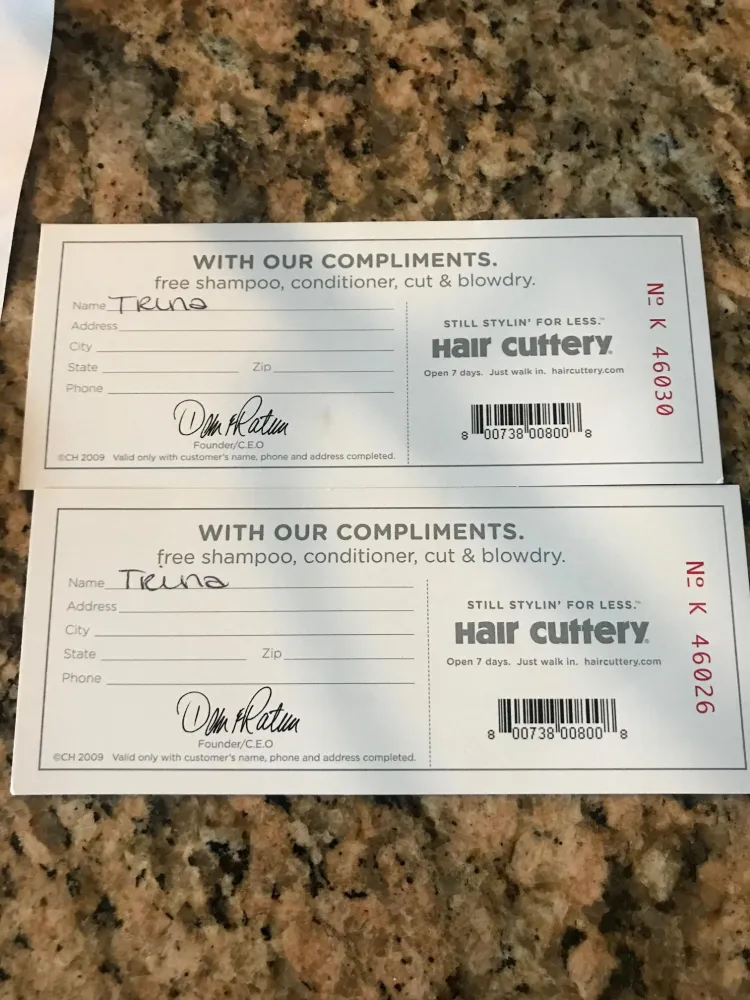 WITH OUR COMPLIMENTS.
free shampoo, conditioner, cut & blowdry.
Name Trina
Address
City
State Zip
Phone
Founder/C.E.O
©CH 2009 Valid only with customer's name, phone and address completed.
STILL STYLIN' FOR LESS.™
Hair Cuttery®
Open 7 days. Just walk in. haircuttery.com
8 00738 00800 8
Nº K 46030
WITH OUR COMPLIMENTS.
free shampoo, conditioner, cut & blowdry.
Name Trina
Address
City
State Zip
Phone
Founder/C.E.O
©CH 2009 Valid only with customer's name, phone and address completed.
STILL STYLIN' FOR LESS.™
Hair Cuttery®
Open 7 days. Just walk in. haircuttery.com
8 00738 00800 8
Nº K 46026